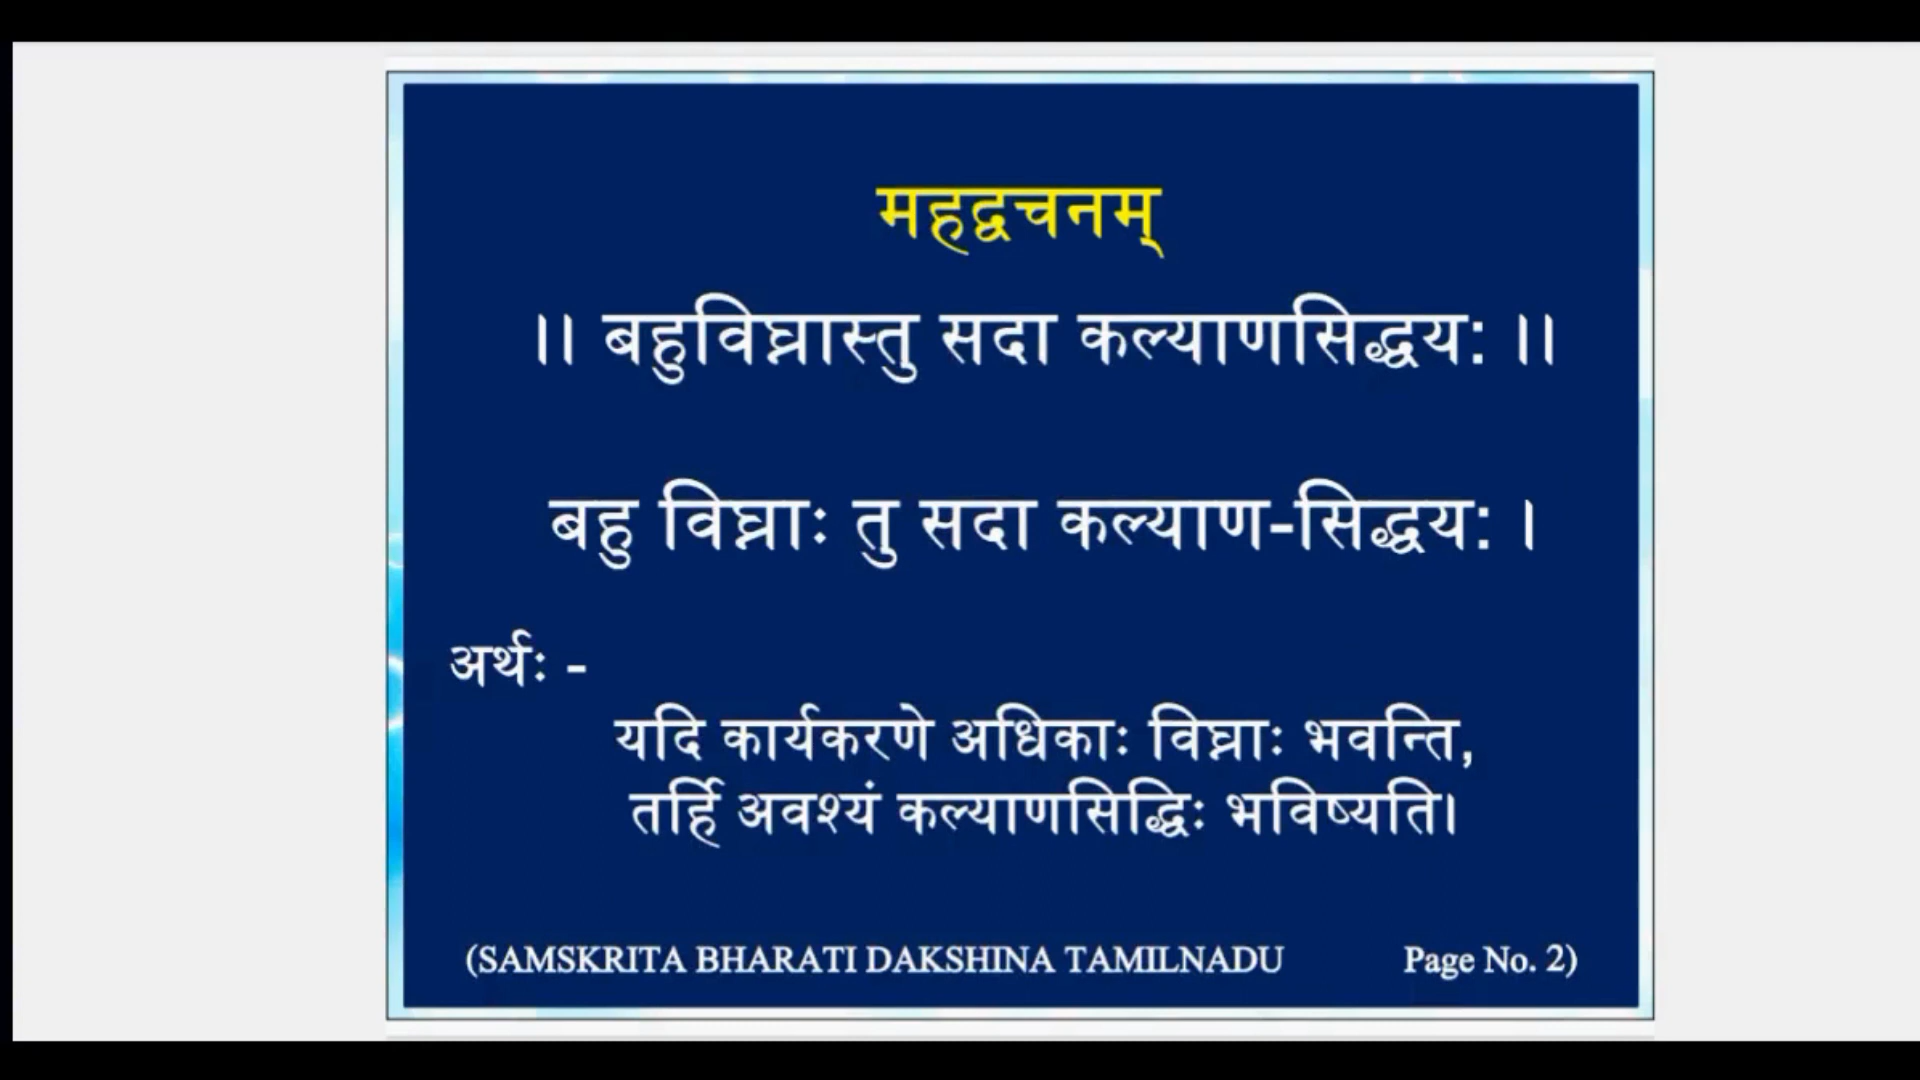 महद्वचनम्
।। बहुविघ्नास्तु सदा कल्याणसिद्धय: ।।
बहु विघ्नाः तु सदा कल्याण-सिद्धय: ।
अर्थः -
यदि कार्यकरणे अधिकाः विघ्नाः भवन्ति,
तर्हि अवश्यं कल्याणसिद्धिः भविष्यति।
(SAMSKRITA BHARATI DAKSHINA TAMILNADU Page No. 2)